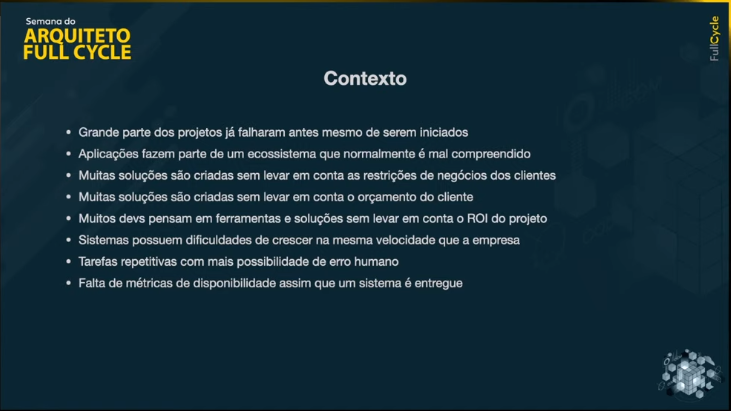 Semana do
ARQUITETO
FULL CYCLE
FullCycle
Contexto
• Grande parte dos projetos já falharam antes mesmo de serem iniciados
• Aplicações fazem parte de um ecossistema que normalmente é mal compreendido
• Muitas soluções são criadas sem levar em conta as restrições de negócios dos clientes
• Muitas soluções são criadas sem levar em conta o orçamento do cliente
• Muitos devs pensam em ferramentas e soluções sem levar em conta o ROI do projeto
• Sistemas possuem dificuldades de crescer na mesma velocidade que a empresa
• Tarefas repetitivas com mais possibilidade de erro humano
• Falta de métricas de disponibilidade assim que um sistema é entregue